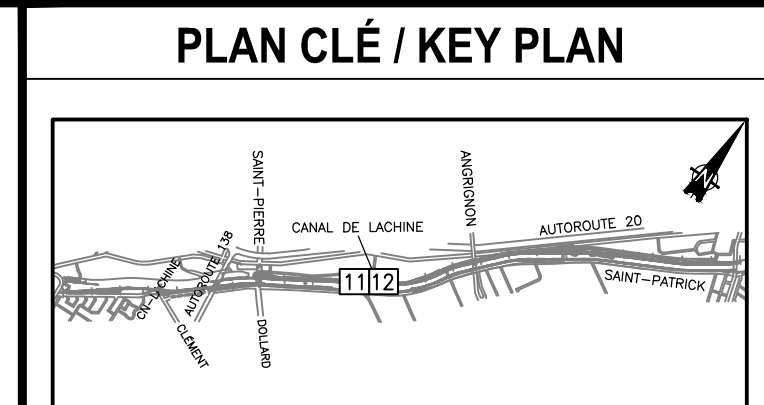 PLAN CLÉ / KEY PLAN
N
SAINT-PIERRE
ANGRIGNON
CANAL DE LACHINE
AUTOROUTE 20
AUTOROUTE 138
CN-LACHINE
11 12
SAINT-PATRICK
CLÉMENT
DOLLARD